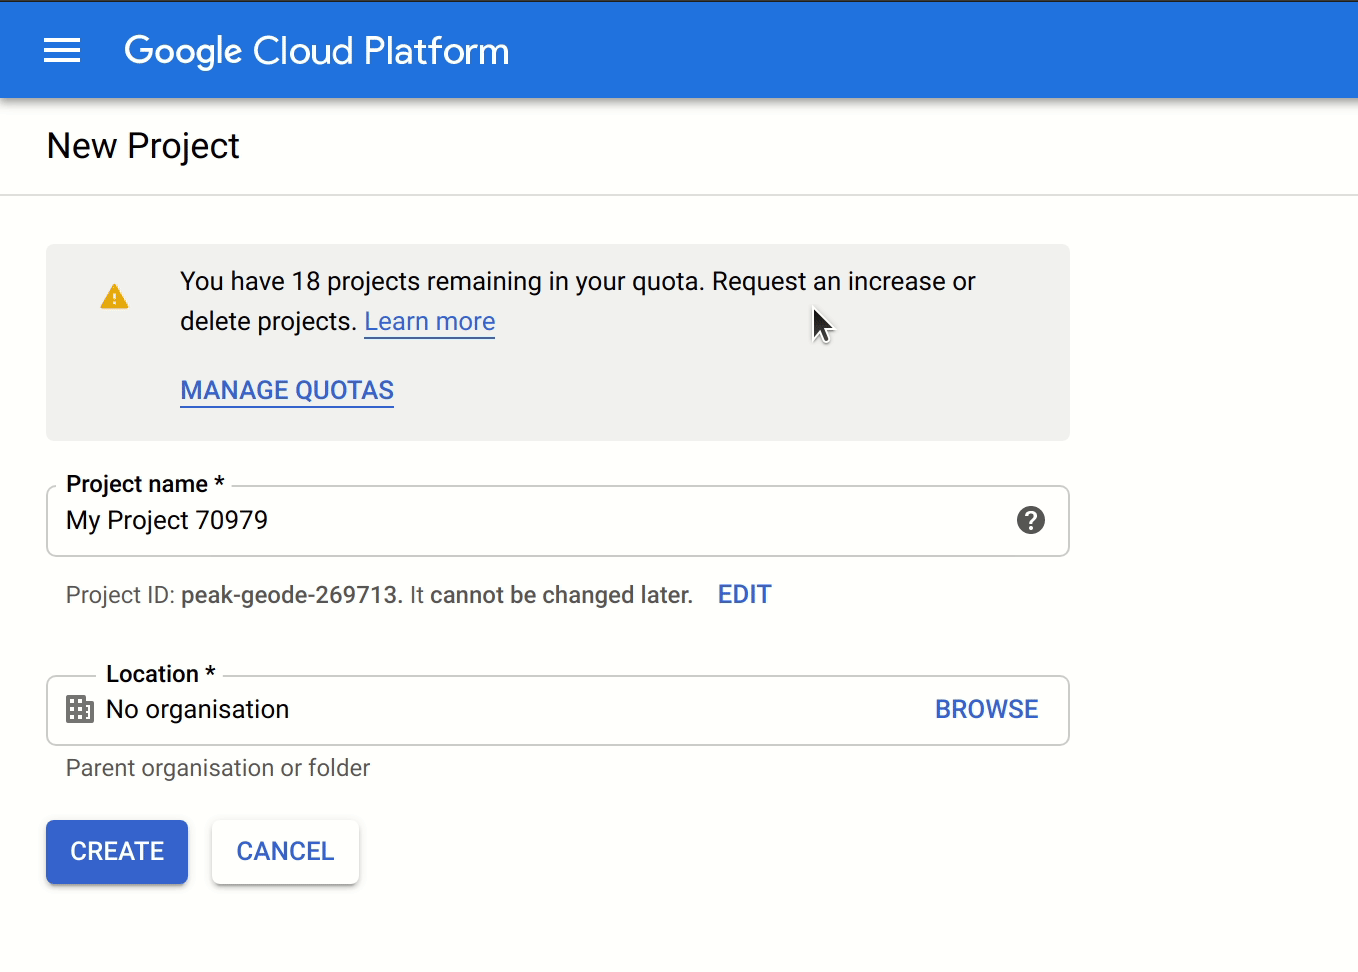 Google Cloud Platform
New Project
You have 18 projects remaining in your quota. Request an increase or
delete projects. Learn more
MANAGE QUOTAS
Project name *
My Project 70979
Project ID: peak-geode-269713. It cannot be changed later. EDIT
Location *
No organisation BROWSE
Parent organisation or folder
CREATE CANCEL